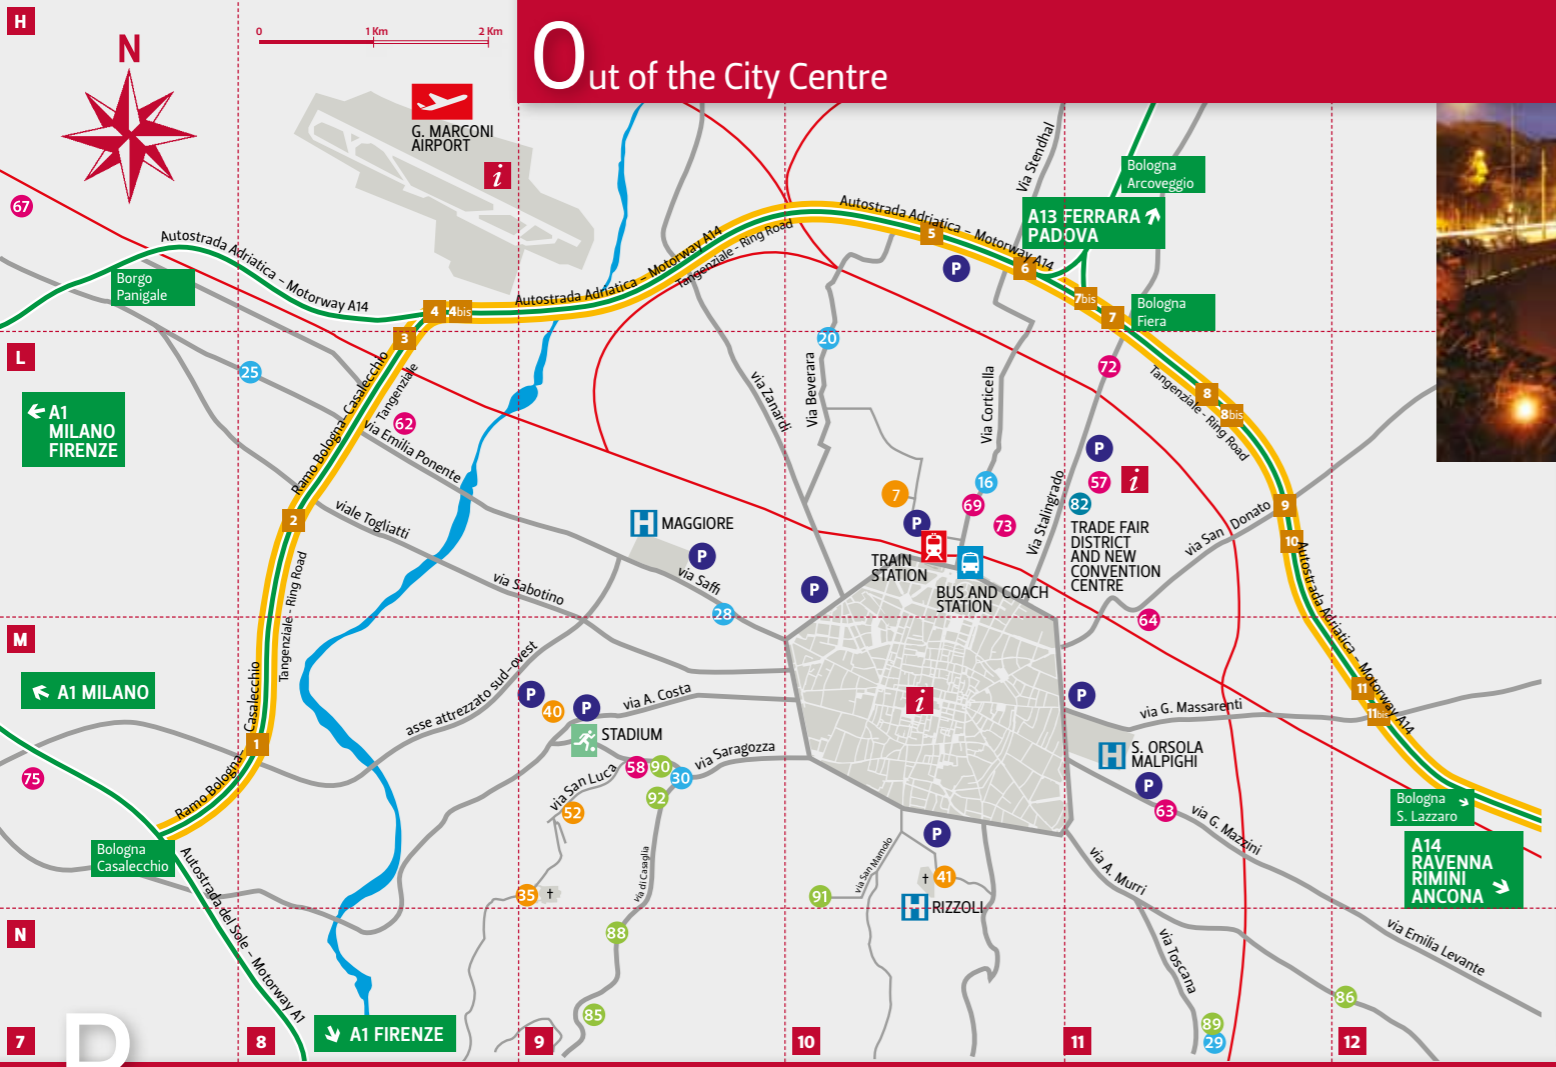 H
N
0
1 Km
2 Km
Out of the City Centre
G. MARCONI
AIRPORT
i
67
Via Stendhal
Bologna
Arcoveggio
A13 FERRARA
PADOVA
Autostrada Adriatica – Motorway A14
Autostrada Adriatica – Motorway A14
Autostrada Adriatica – Motorway A14
Tangenziale - Ring Road
Borgo
Panigale
P
5
6
7bis
7
Bologna
Fiera
4
4bis
3
L
A1
MILANO
FIRENZE
25
20
72
62
Ramo Bologna–Casalecchio
Tangenziale
via Emilia Ponente
via Zanardi
Via Beverara
Via Corticella
Via Stalingrado
Tangenziale - Ring Road
8
8bis
P
57
i
82
TRADE FAIR
DISTRICT
AND NEW
CONVENTION
CENTRE
16
69
73
7
P
TRAIN
STATION
BUS AND COACH
STATION
via San Donato
9
10
2
viale Togliatti
H
MAGGIORE
P
via Saffi
via Sabotino
28
P
64
Autostrada Adriatica – Motorway A14
M
A1 MILANO
Ramo Bologna– Casalecchio
Tangenziale - Ring Road
1
asse attrezzato sud–ovest
P
40
P
via A. Costa
STADIUM
58
90
30
92
via Saragozza
via San Luca
52
i
P
via G. Massarenti
11
11bis
H
S. ORSOLA
MALPIGHI
P
63
via G. Mazzini
Bologna
S. Lazzaro
A14
RAVENNA
RIMINI
ANCONA
75
Bologna
Casalecchio
Autostrada del Sole – Motorway A1
via di Casaglia
35
P
via San Mamolo
91
41
H
RIZZOLI
via A. Murri
via Toscana
via Emilia Levante
N
88
85
86
89
29
7
8
A1 FIRENZE
9
10
11
12